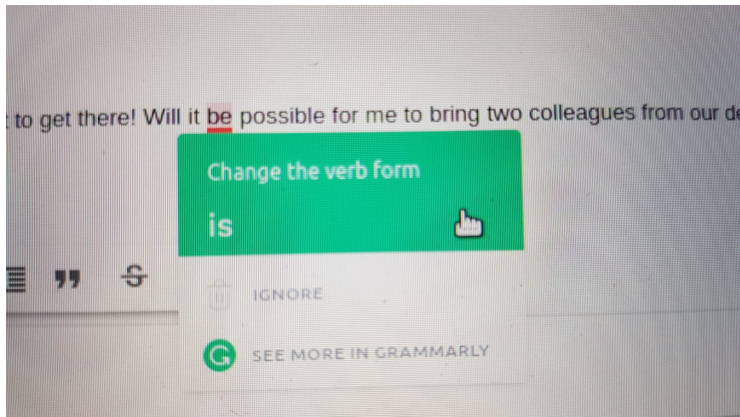 to get there! Will it be possible for me to bring two colleagues from our
Change the verb form
is
IGNORE
SEE MORE IN GRAMMARLY